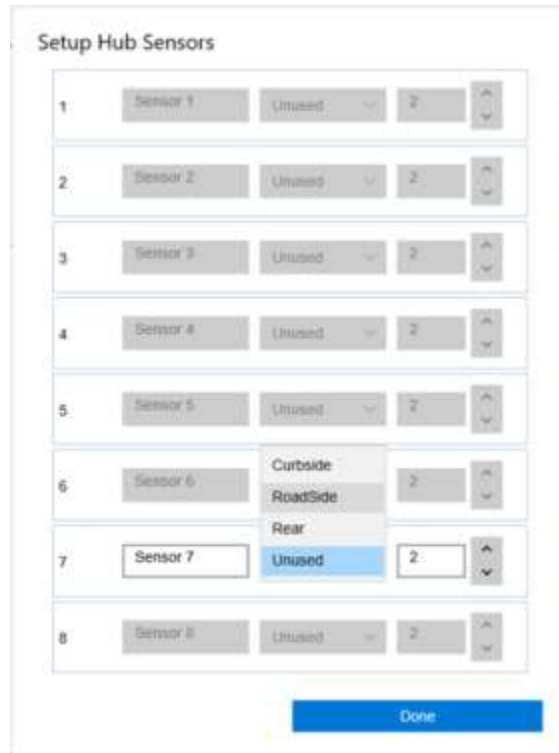 Setup Hub Sensors
1 Sensor 1 Unused 2
2 Sensor 2 Unused 2
3 Sensor 3 Unused 2
4 Sensor 4 Unused 2
5 Sensor 5 Unused 2
Curbside
6 Sensor 6 RoadSide 2
Rear
7 Sensor 7 Unused 2
8 Sensor 8 Unused 2
Done